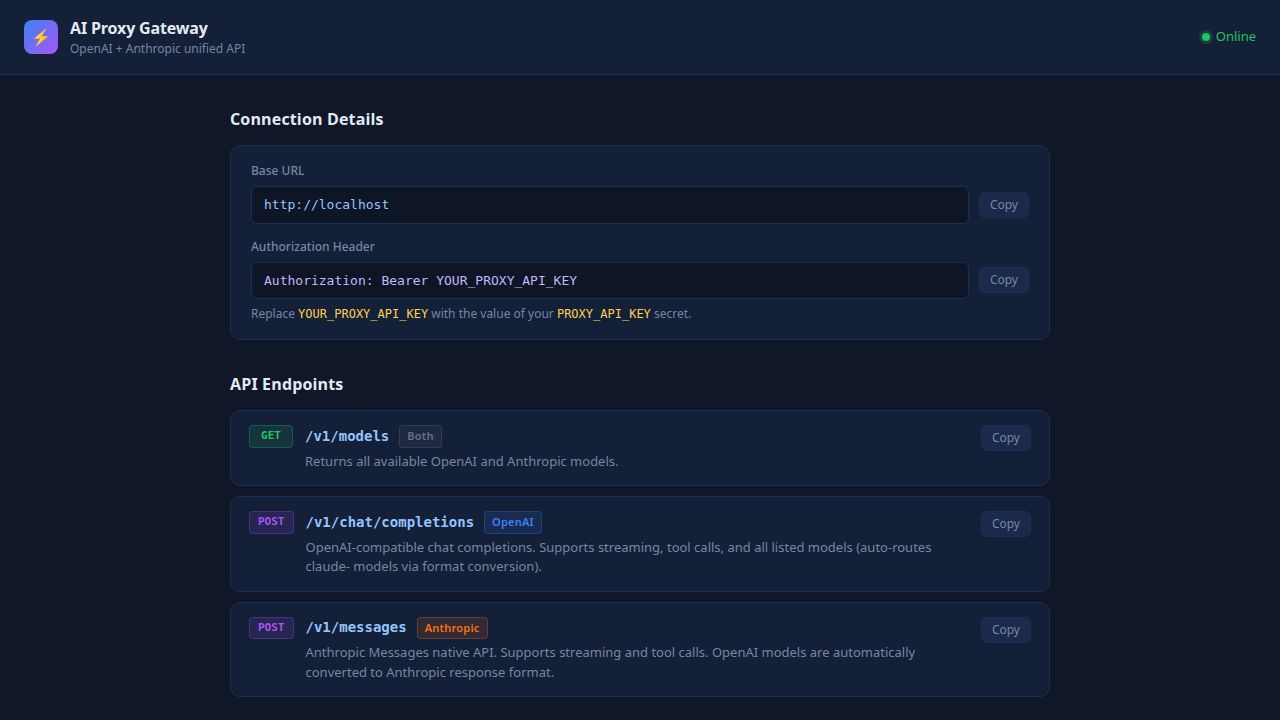 AI Proxy Gateway
OpenAI + Anthropic unified API
Online
Connection Details
Base URL
http://localhost
Copy
Authorization Header
Authorization: Bearer YOUR_PROXY_API_KEY
Copy
Replace YOUR_PROXY_API_KEY with the value of your PROXY_API_KEY secret.
API Endpoints
GET /v1/models Both
Copy
Returns all available OpenAI and Anthropic models.
POST /v1/chat/completions OpenAI
Copy
OpenAI-compatible chat completions. Supports streaming, tool calls, and all listed models (auto-routes
claude- models via format conversion).
POST /v1/messages Anthropic
Copy
Anthropic Messages native API. Supports streaming and tool calls. OpenAI models are automatically
converted to Anthropic response format.